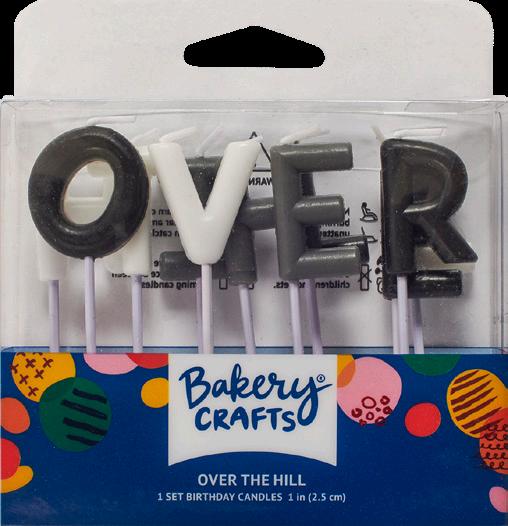 OVER
Bakery®
CRAFTS
OVER THE HILL
1 SET BIRTHDAY CANDLES 1 in (2.5 cm)